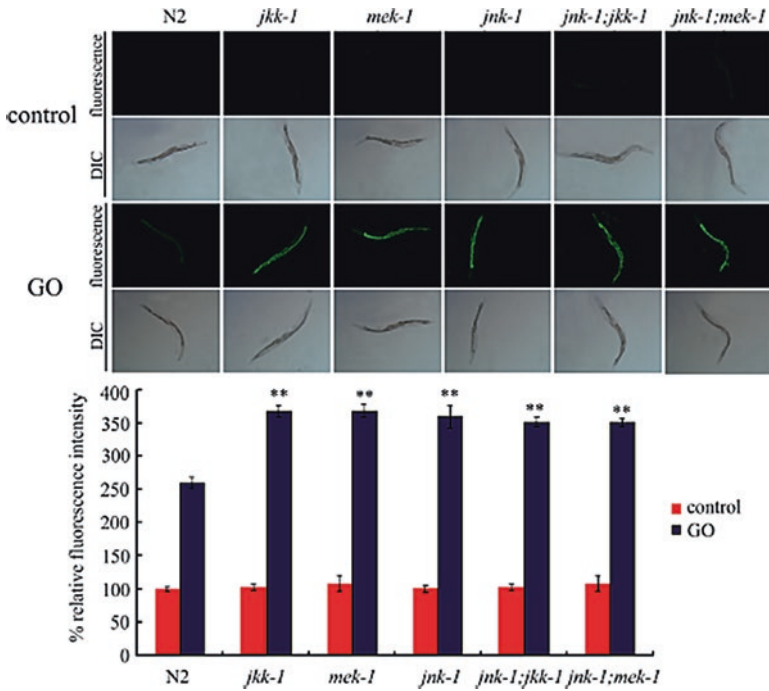 N2 jkk-1 mek-1 jnk-1 jnk-1;jkk-1 jnk-1;mek-1
control
fluorescence
DIC
GO
fluorescence
DIC
% relative fluorescence intensity
400
350
300
250
200
150
100
50
0
** ** ** ** **
control
GO
N2 jkk-1 mek-1 jnk-1 jnk-1;jkk-1 jnk-1;mek-1